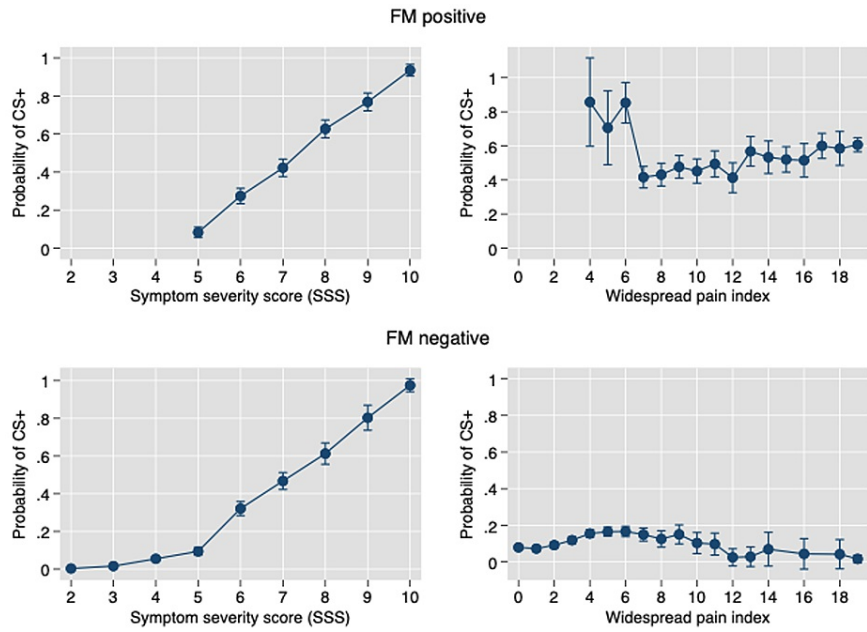 FM positive
Probability of CS+
1
.8
.6
.4
.2
0
2 3 4 5 6 7 8 9 10
Symptom severity score (SSS)
Probability of CS+
1
.8
.6
.4
.2
0
0 2 4 6 8 10 12 14 16 18
Widespread pain index
FM negative
Probability of CS+
1
.8
.6
.4
.2
0
2 3 4 5 6 7 8 9 10
Symptom severity score (SSS)
Probability of CS+
1
.8
.6
.4
.2
0
0 2 4 6 8 10 12 14 16 18
Widespread pain index